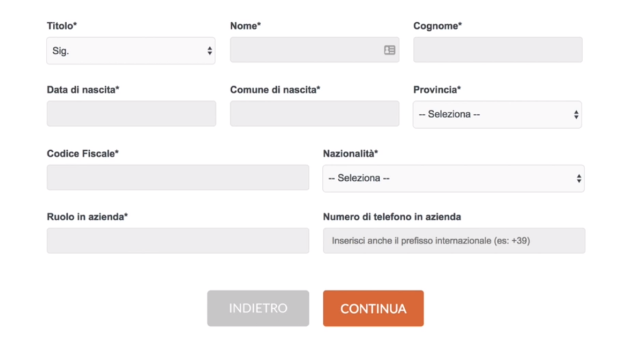 Titolo* Nome* Cognome*
Sig.
Data di nascita* Comune di nascita* Provincia*
-- Seleziona --
Codice Fiscale* Nazionalità*
-- Seleziona --
Ruolo in azienda* Numero di telefono in azienda
Inserisci anche il prefisso internazionale (es: +39)
INDIETRO CONTINUA